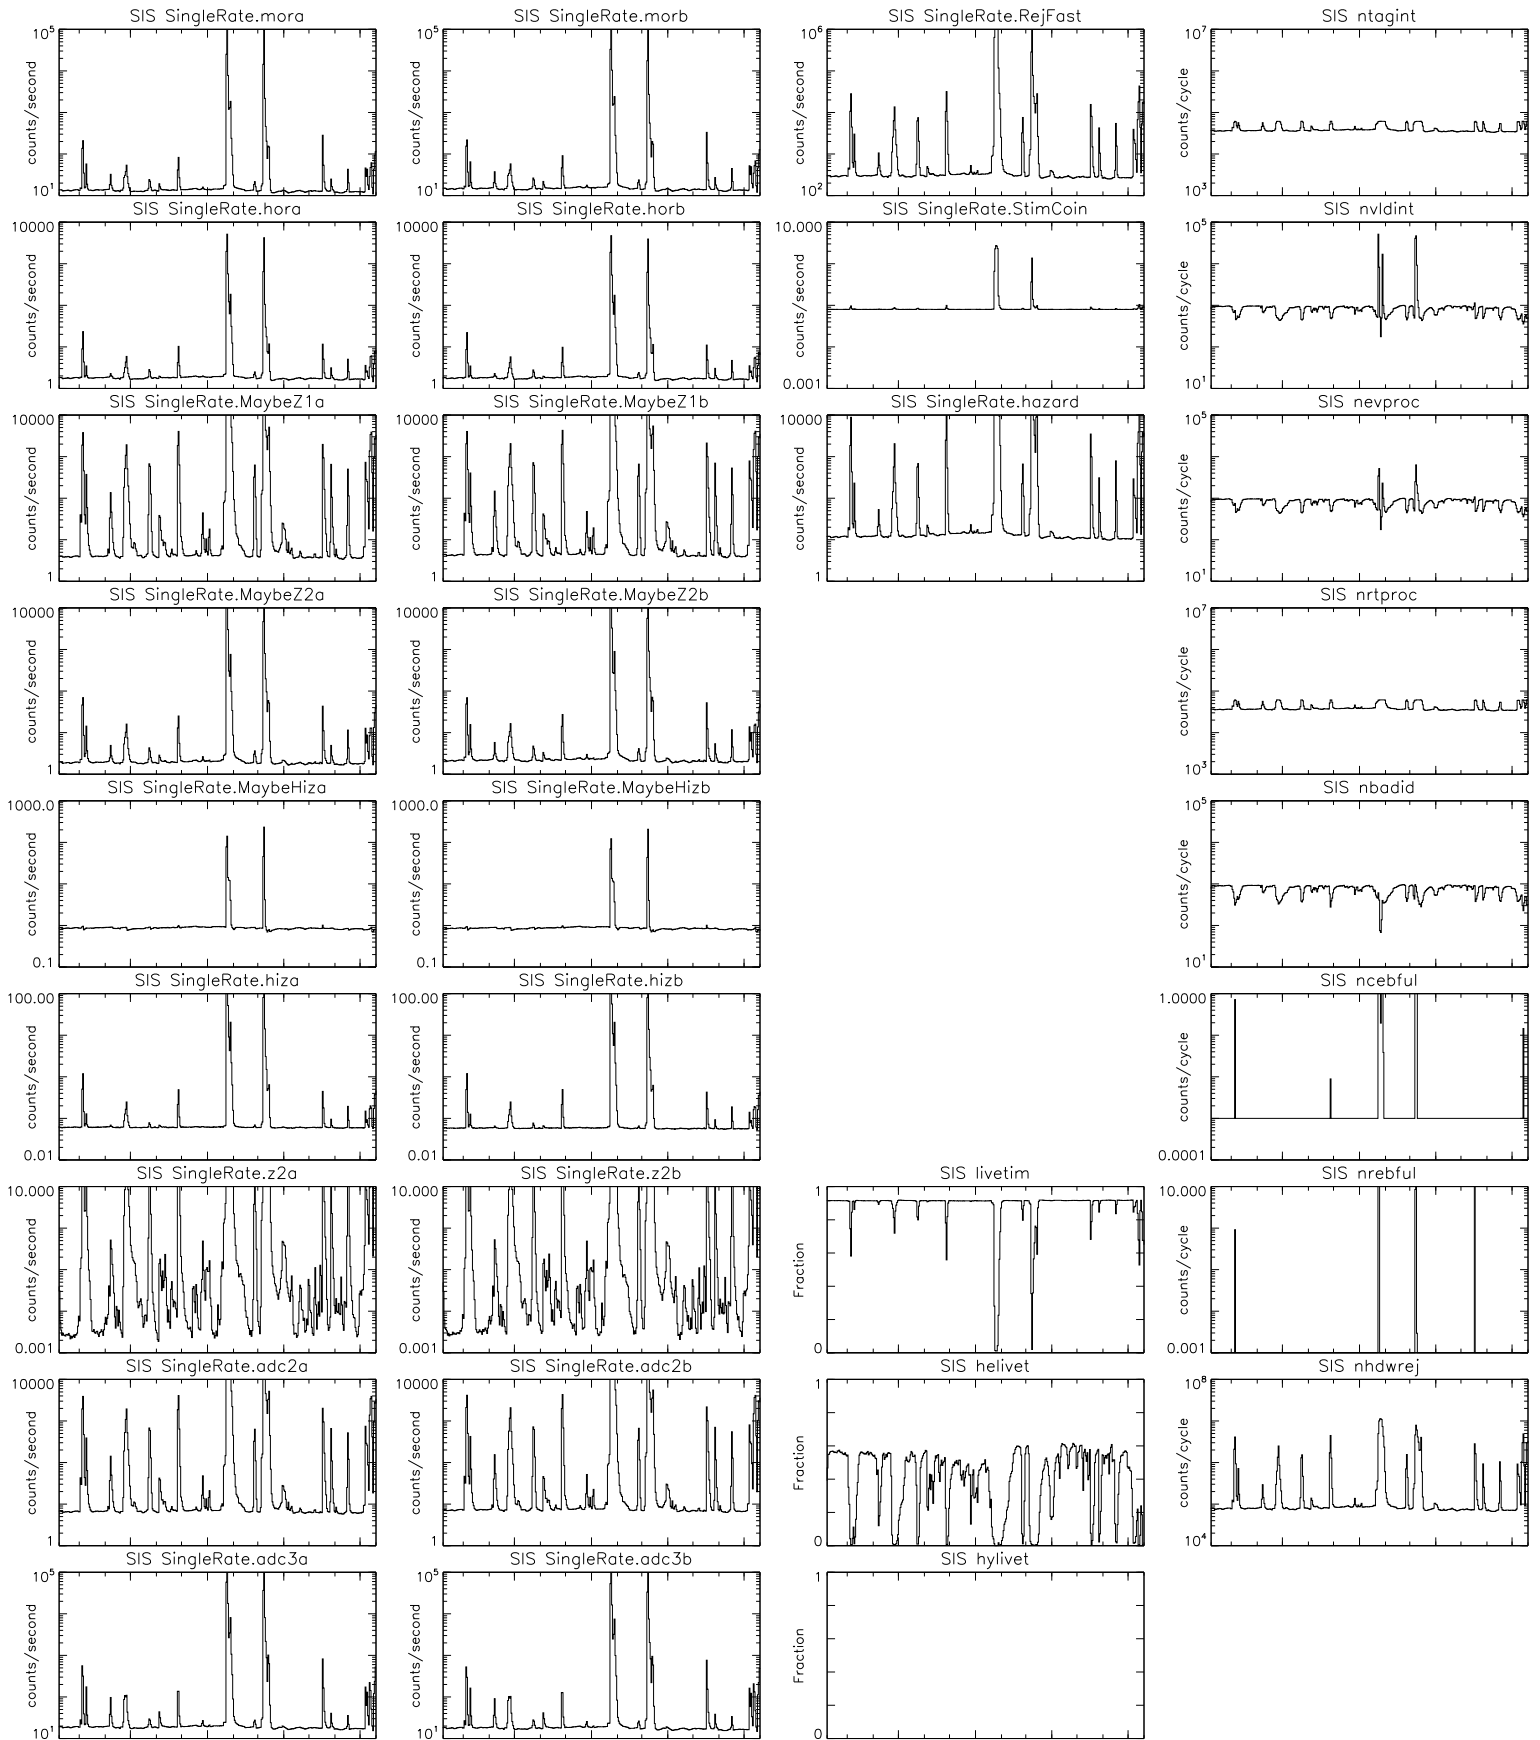 SIS SingleRate.mora
10^5
counts/second
10^1
SIS SingleRate.morb
10^5
counts/second
10^1
SIS SingleRate.RejFast
10^6
counts/second
10^2
SIS ntagint
10^7
counts/cycle
10^3
SIS SingleRate.hora
10000
counts/second
1
SIS SingleRate.horb
10000
counts/second
1
SIS SingleRate.StimCoin
10.000
counts/second
0.001
SIS nvldint
10^5
counts/cycle
10^1
SIS SingleRate.MaybeZ1a
10000
counts/second
1
SIS SingleRate.MaybeZ1b
10000
counts/second
1
SIS SingleRate.hazard
10000
counts/second
1
SIS nevproc
10^5
counts/cycle
10^1
SIS SingleRate.MaybeZ2a
10000
counts/second
1
SIS SingleRate.MaybeZ2b
10000
counts/second
1
SIS nrtproc
10^7
counts/cycle
10^3
SIS SingleRate.MaybeHiza
1000.0
counts/second
0.1
SIS SingleRate.MaybeHizb
1000.0
counts/second
0.1
SIS nbadid
10^5
counts/cycle
10^1
SIS SingleRate.hiza
100.00
counts/second
0.01
SIS SingleRate.hizb
100.00
counts/second
0.01
SIS ncebful
1.0000
counts/cycle
0.0001
SIS SingleRate.z2a
10.000
counts/second
0.001
SIS SingleRate.z2b
10.000
counts/second
0.001
SIS livetim
1
Fraction
0
SIS nrebful
10.000
counts/cycle
0.001
SIS SingleRate.adc2a
10000
counts/second
1
SIS SingleRate.adc2b
10000
counts/second
1
SIS helivet
1
Fraction
0
SIS nhdwrej
10^8
counts/cycle
10^4
SIS SingleRate.adc3a
10^5
counts/second
10^1
SIS SingleRate.adc3b
10^5
counts/second
10^1
SIS hylivet
1
Fraction
0